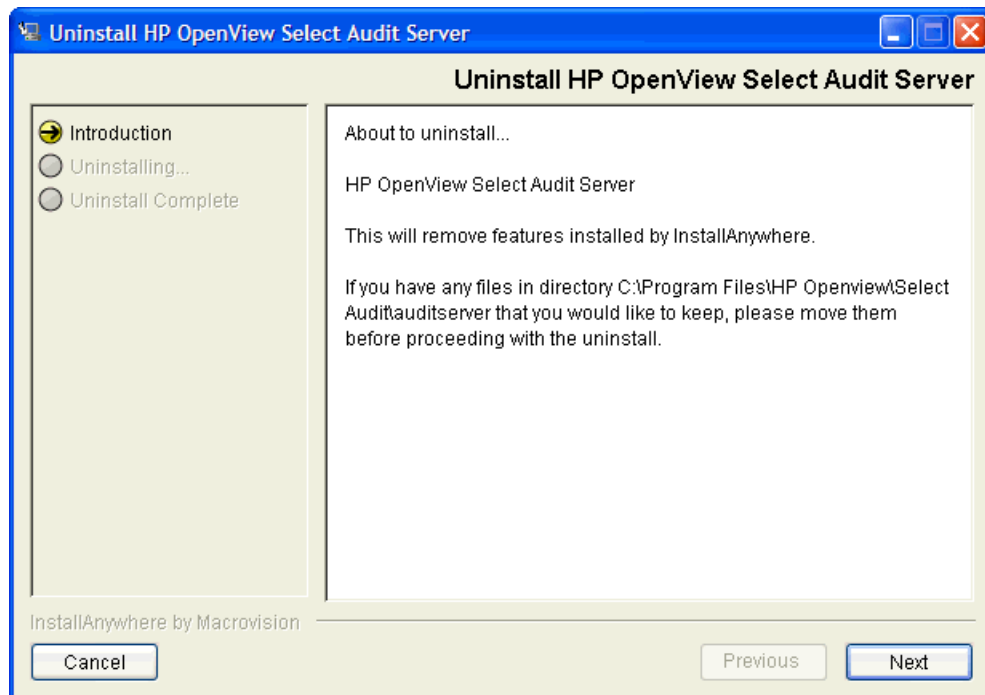 Uninstall HP OpenView Select Audit Server
Uninstall HP OpenView Select Audit Server
Introduction
Uninstalling...
Uninstall Complete
About to uninstall...
HP OpenView Select Audit Server
This will remove features installed by InstallAnywhere.
If you have any files in directory C:\Program Files\HP Openview\Select
Audit\auditserver that you would like to keep, please move them
before proceeding with the uninstall.
InstallAnywhere by Macrovision
Cancel
Previous
Next